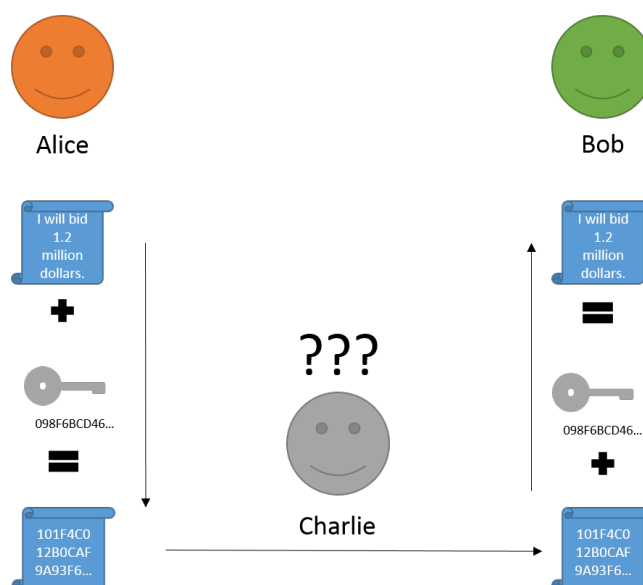 Alice
Bob
I will bid
1.2
million
dollars.
I will bid
1.2
million
dollars.
???
098F6BCD46...
098F6BCD46...
Charlie
101F4C0
12B0CAF
9A93F6...
101F4C0
12B0CAF
9A93F6...